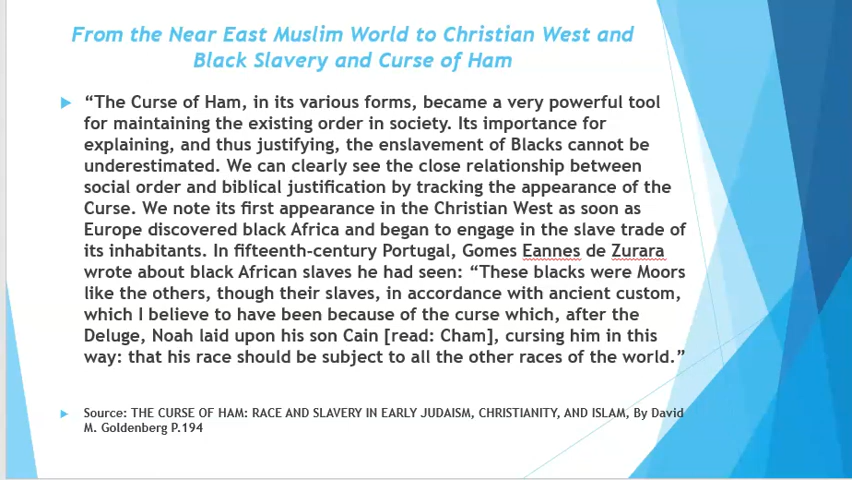 From the Near East Muslim World to Christian West and
Black Slavery and Curse of Ham
“The Curse of Ham, in its various forms, became a very powerful tool
for maintaining the existing order in society. Its importance for
explaining, and thus justifying, the enslavement of Blacks cannot be
underestimated. We can clearly see the close relationship between
social order and biblical justification by tracking the appearance of the
Curse. We note its first appearance in the Christian West as soon as
Europe discovered black Africa and began to engage in the slave trade of
its inhabitants. In fifteenth-century Portugal, Gomes Eannes de Zurara
wrote about black African slaves he had seen: “These blacks were Moors
like the others, though their slaves, in accordance with ancient custom,
which I believe to have been because of the curse which, after the
Deluge, Noah laid upon his son Cain [read: Cham], cursing him in this
way: that his race should be subject to all the other races of the world.”
Source: THE CURSE OF HAM: RACE AND SLAVERY IN EARLY JUDAISM, CHRISTIANITY, AND ISLAM, By David
M. Goldenberg P.194